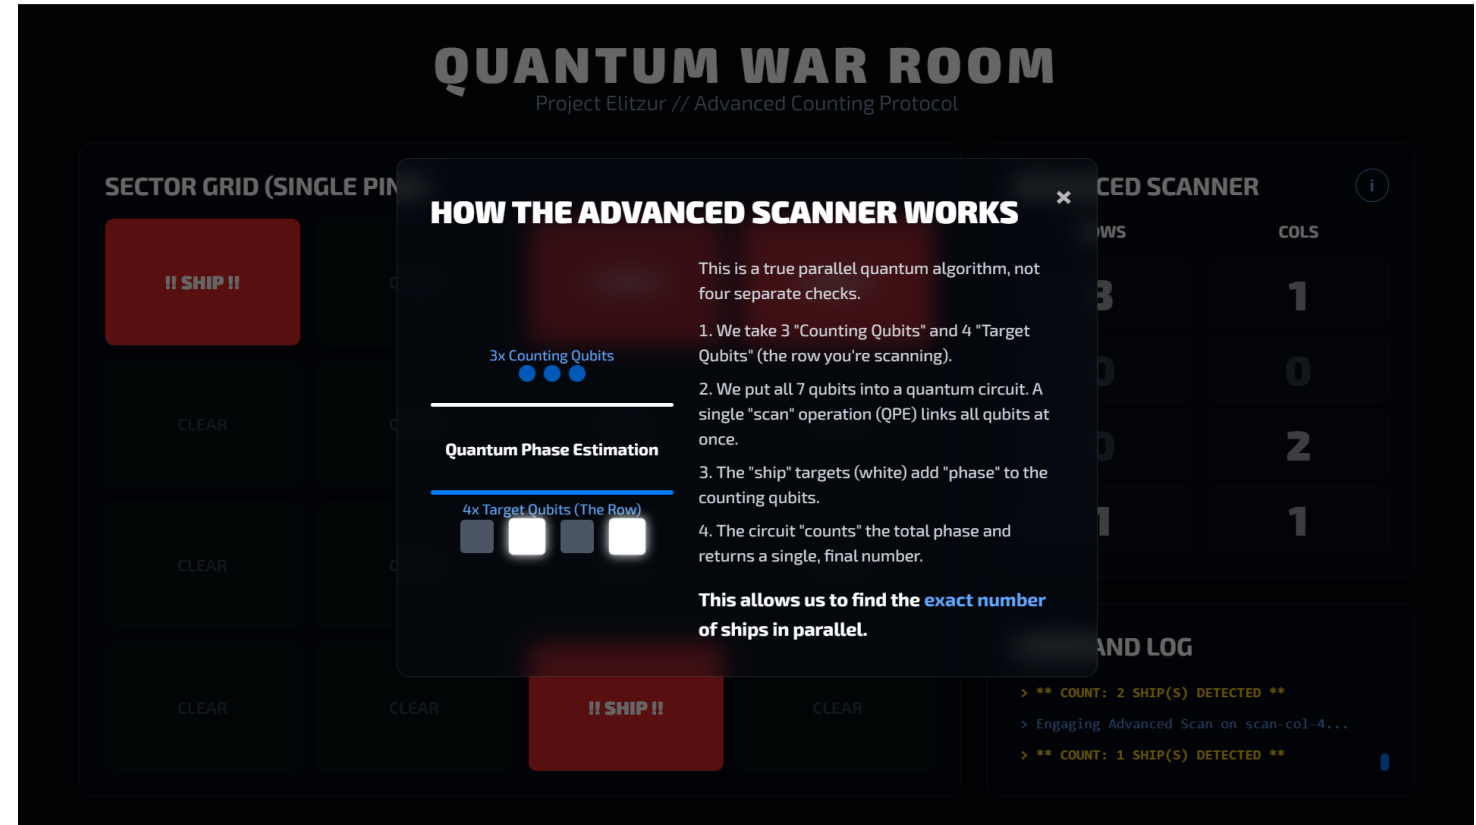 QUANTUM WAR ROOM
Project Elitzur // Advanced Counting Protocol
SECTOR GRID (SINGLE PIN
!! SHIP !!
CLEAR
CLEAR
CLEAR
CLEAR
!! SHIP !!
CLEAR
HOW THE ADVANCED SCANNER WORKS
×
3x Counting Qubits
Quantum Phase Estimation
4x Target Qubits (The Row)
This is a true parallel quantum algorithm, not
four separate checks.
1. We take 3 "Counting Qubits" and 4 "Target
Qubits" (the row you're scanning).
2. We put all 7 qubits into a quantum circuit. A
single "scan" operation (QPE) links all qubits at
once.
3. The "ship" targets (white) add "phase" to the
counting qubits.
4. The circuit "counts" the total phase and
returns a single, final number.
This allows us to find the exact number
of ships in parallel.
CED SCANNER
i
OWS
COLS
3
1
0
0
0
2
1
1
AND LOG
> ** COUNT: 2 SHIP(S) DETECTED **
> Engaging Advanced Scan on scan-col-4...
> ** COUNT: 1 SHIP(S) DETECTED **